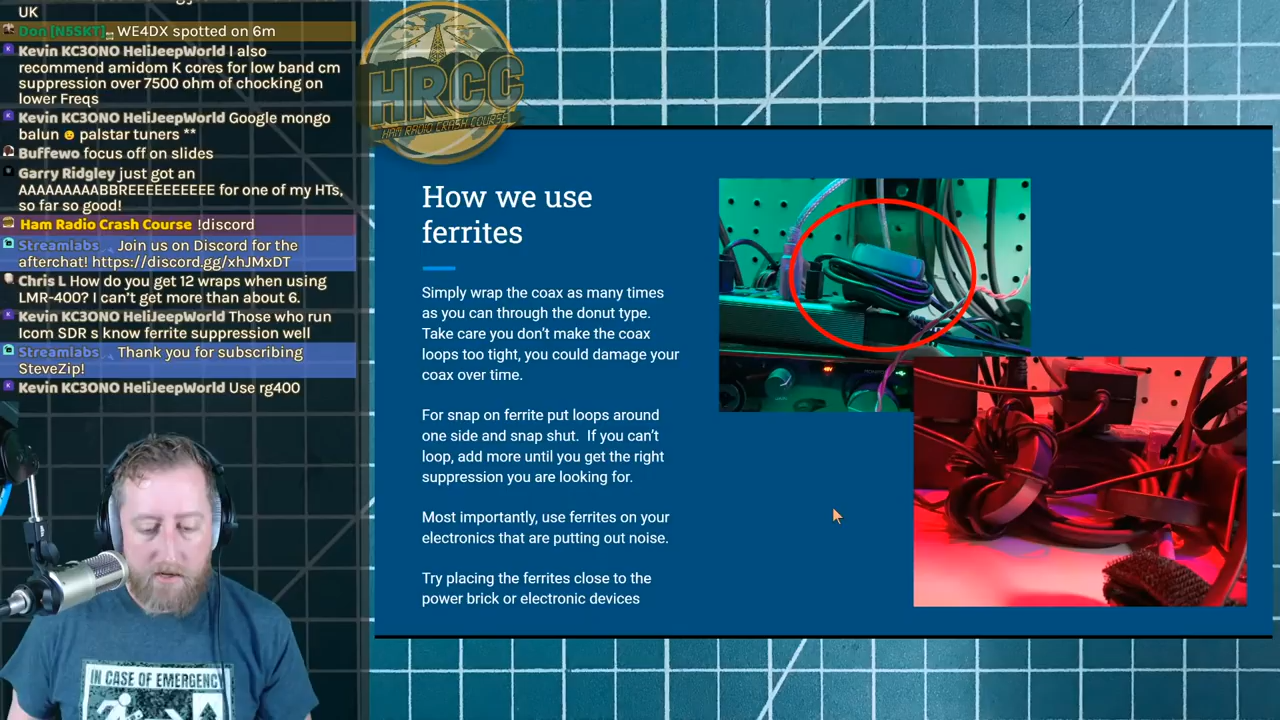 UK
Don [N5SKT] WE4DX spotted on 6m
Kevin KC3ONO HeliJeepWorld I also
recommend amidom K cores for low band cm
suppression over 7500 ohm of chocking on
lower Freqs
Kevin KC3ONO HeliJeepWorld Google mongo
balun palstar tuners **
Buffewo focus off on slides
Garry Ridgley just got an
AAAAAAAAABBREEEEEEEEEE for one of my HTs,
so far so good!
Ham Radio Crash Course !discord
Streamlabs Join us on Discord for the
afterchat! https://discord.gg/xhJMxDT
Chris L How do you get 12 wraps when using
LMR-400? I can't get more than about 6.
Kevin KC3ONO HeliJeepWorld Those who run
Icom SDR s know ferrite suppression well
Streamlabs Thank you for subscribing
SteveZip!
Kevin KC3ONO HeliJeepWorld Use rg400
HRCC
HAM RADIO CRASH COURSE
How we use
ferrites
Simply wrap the coax as many times
as you can through the donut type.
Take care you don't make the coax
loops too tight, you could damage your
coax over time.
For snap on ferrite put loops around
one side and snap shut. If you can't
loop, add more until you get the right
suppression you are looking for.
Most importantly, use ferrites on your
electronics that are putting out noise.
Try placing the ferrites close to the
power brick or electronic devices
IN CASE OF EMERGENCY